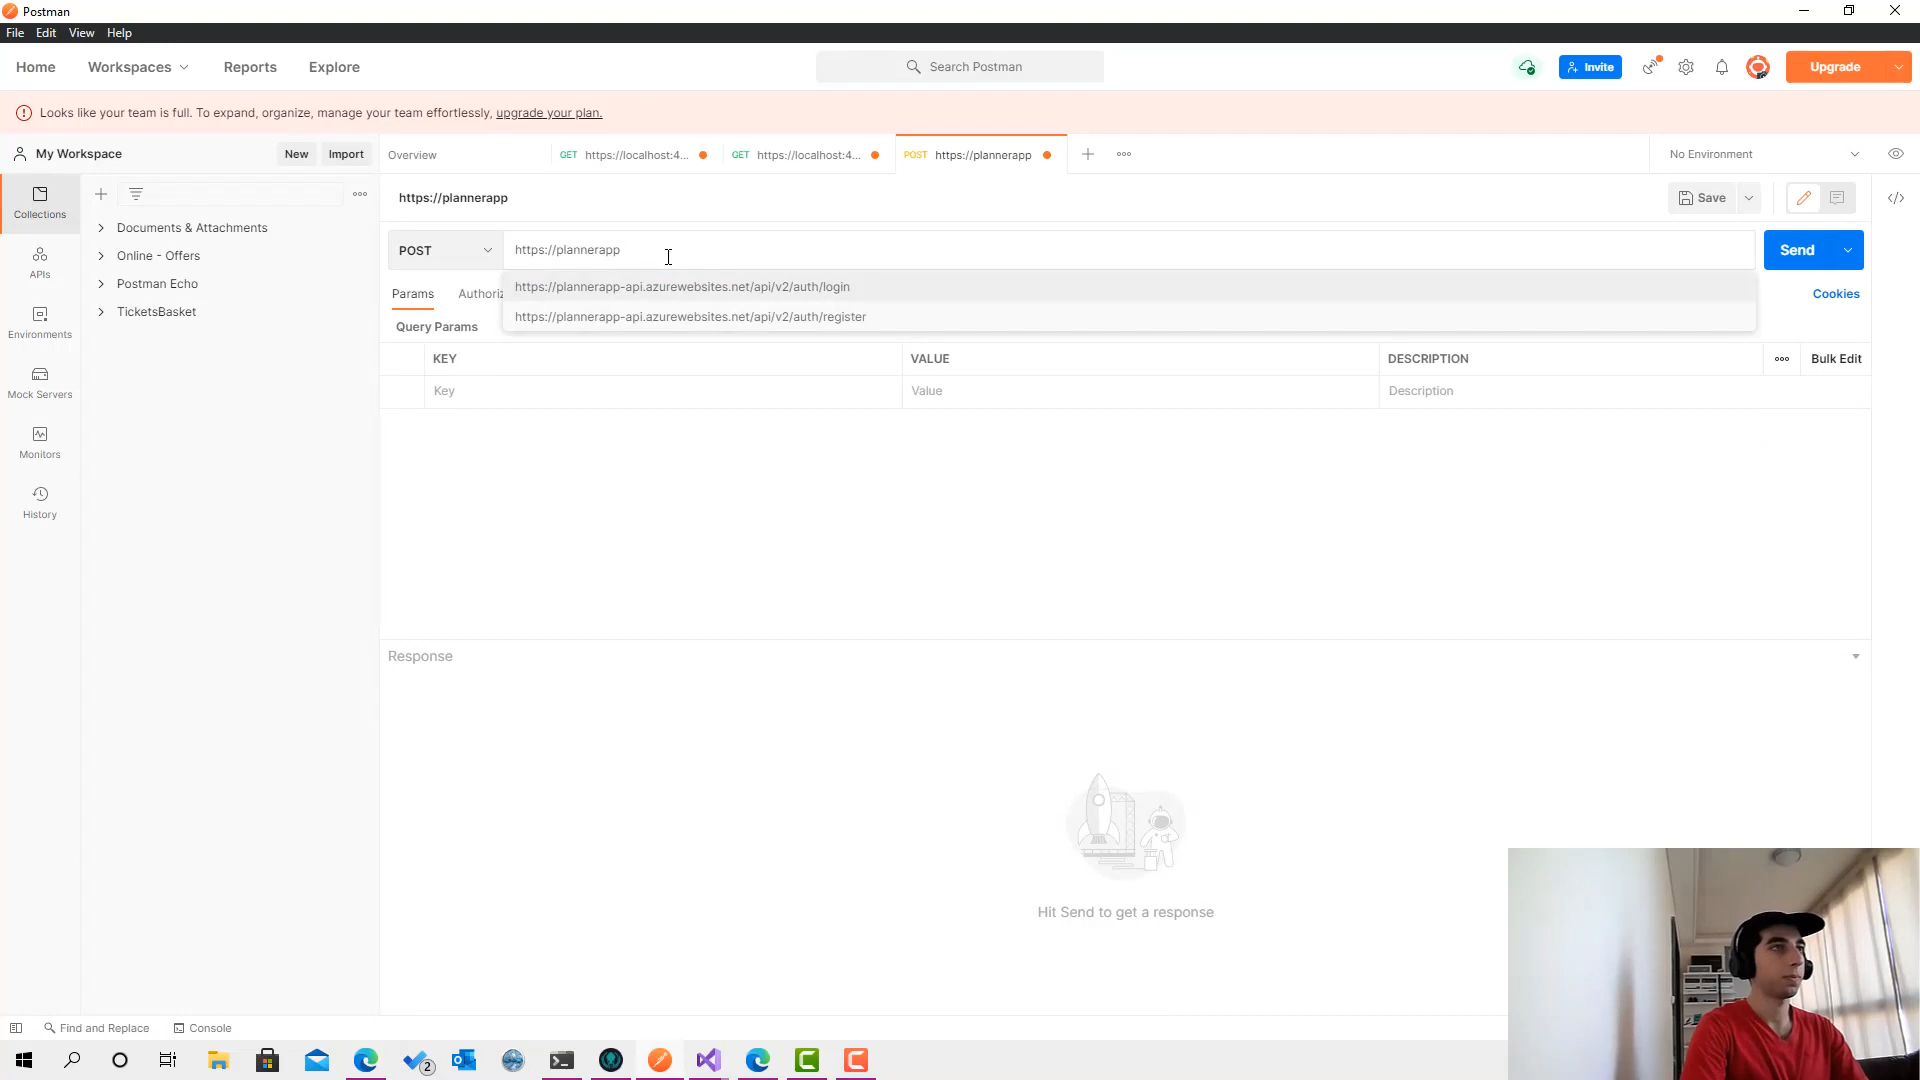 Postman
File Edit View Help
Home Workspaces Reports Explore
Search Postman
Invite
Upgrade
Looks like your team is full. To expand, organize, manage your team effortlessly, upgrade your plan.
My Workspace
New Import
Overview
GET https://localhost:4...
GET https://localhost:4...
POST https://plannerapp
No Environment
Collections
APIs
Environments
Mock Servers
Monitors
History
Documents & Attachments
Online - Offers
Postman Echo
TicketsBasket
https://plannerapp
Save
POST https://plannerapp
Send
https://plannerapp-api.azurewebsites.net/api/v2/auth/login
https://plannerapp-api.azurewebsites.net/api/v2/auth/register
Params Authoriz
Cookies
Query Params
KEY VALUE DESCRIPTION
Bulk Edit
Key Value Description
Response
Hit Send to get a response
Find and Replace Console
2